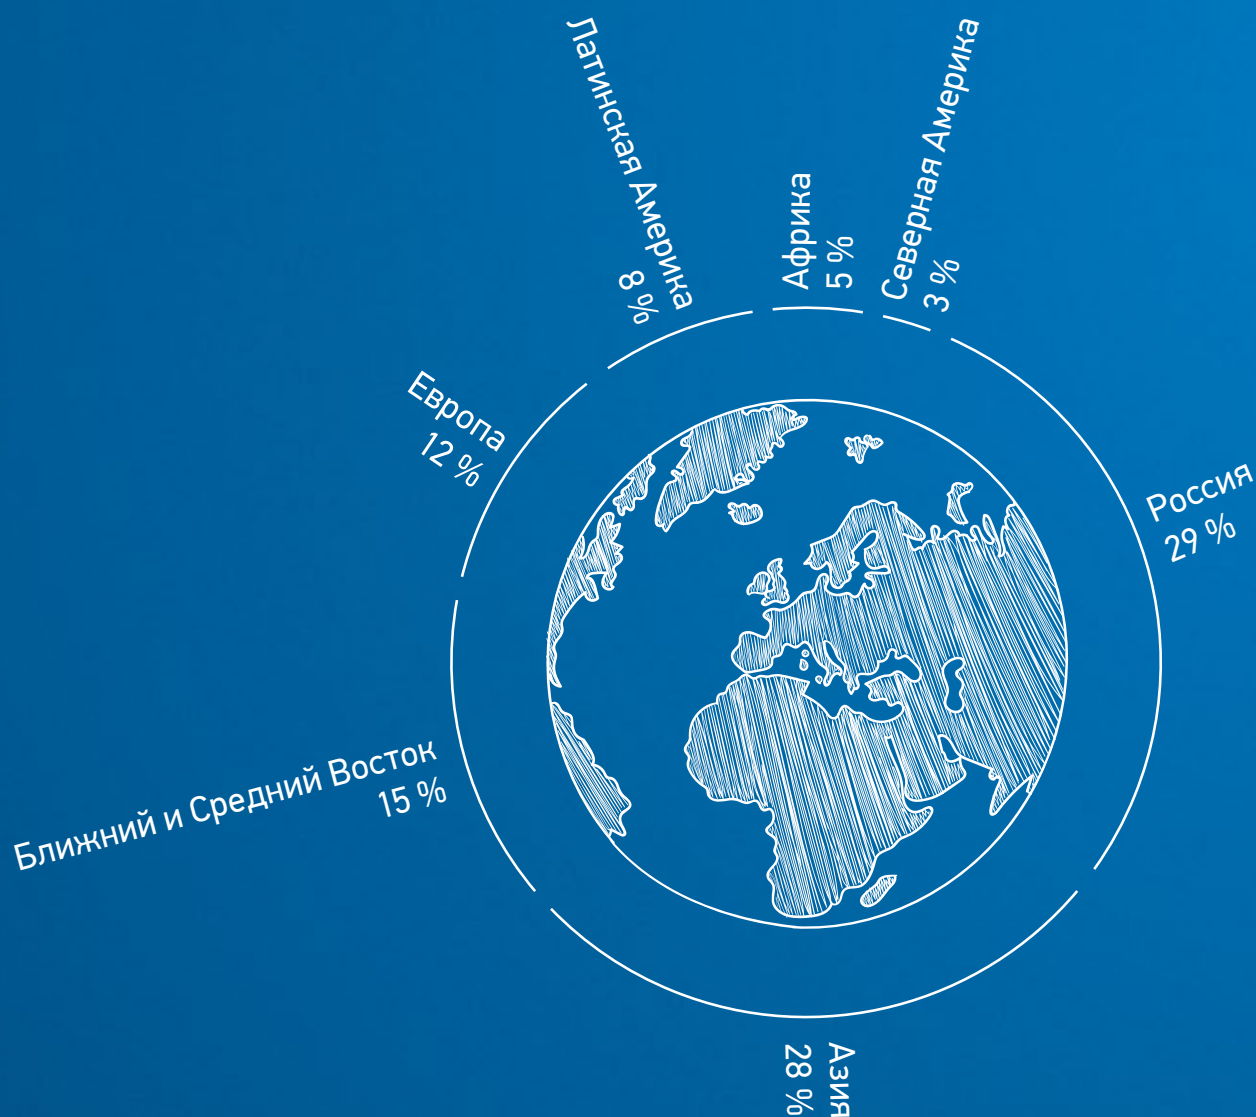 Латинская Америка
8 %
Африка
5 %
Северная Америка
3 %
Европа
12 %
Россия
29 %
Ближний и Средний Восток
15 %
Азия
28 %